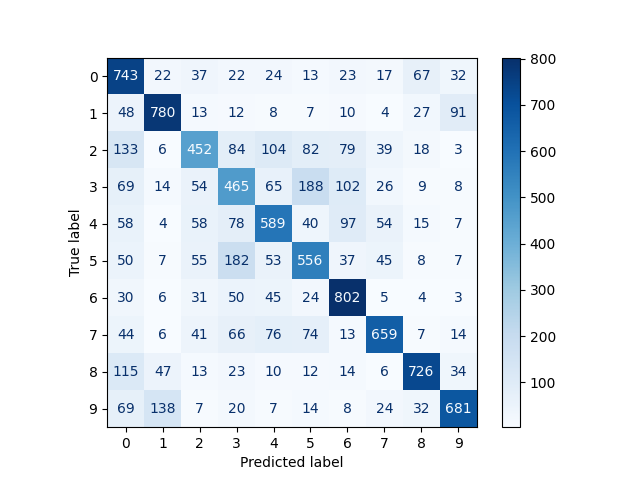 0 743 22 37 22 24 13 23 17 67 32
1 48 780 13 12 8 7 10 4 27 91
2 133 6 452 84 104 82 79 39 18 3
3 69 14 54 465 65 188 102 26 9 8
4 58 4 58 78 589 40 97 54 15 7
5 50 7 55 182 53 556 37 45 8 7
6 30 6 31 50 45 24 802 5 4 3
7 44 6 41 66 76 74 13 659 7 14
8 115 47 13 23 10 12 14 6 726 34
9 69 138 7 20 7 14 8 24 32 681
0 1 2 3 4 5 6 7 8 9
Predicted label
True label
800
700
600
500
400
300
200
100